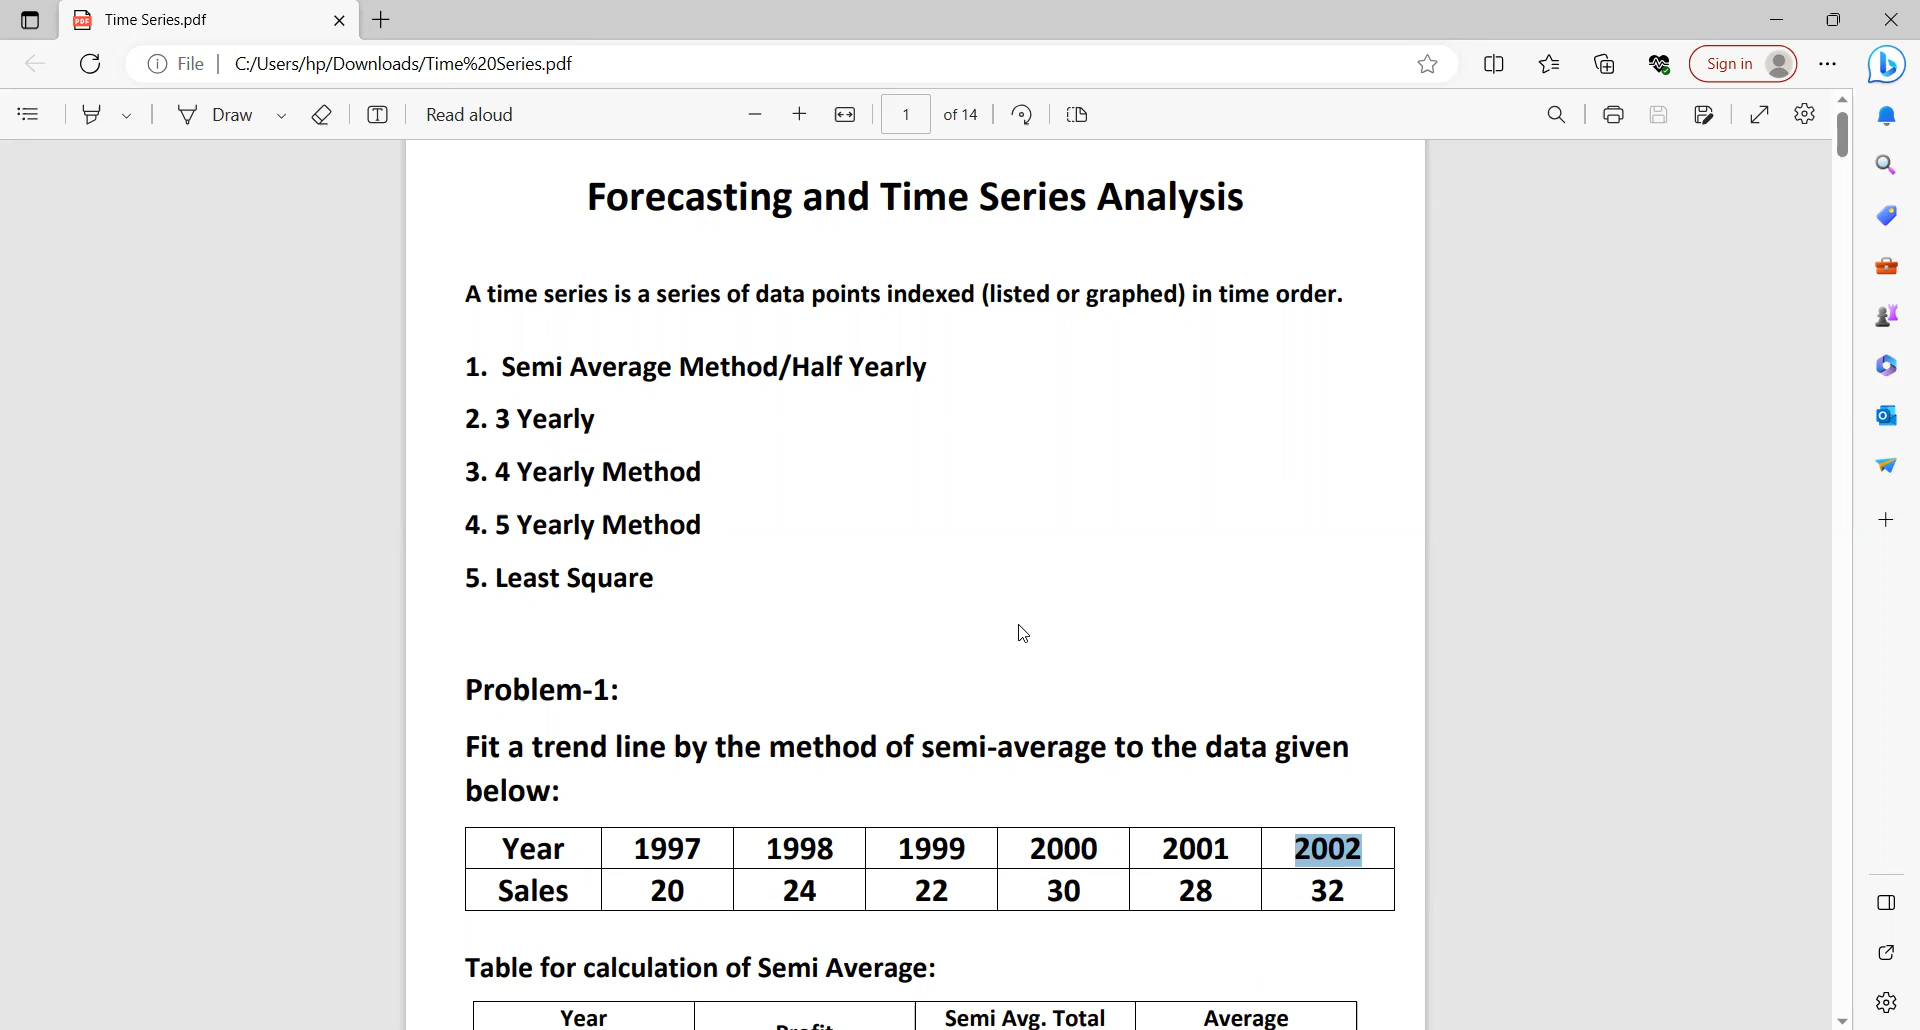 Time Series.pdf
File C:/Users/hp/Downloads/Time%20Series.pdf Sign in
Draw Read aloud 1 of 14
Forecasting and Time Series Analysis
A time series is a series of data points indexed (listed or graphed) in time order.
1. Semi Average Method/Half Yearly
2. 3 Yearly
3. 4 Yearly Method
4. 5 Yearly Method
5. Least Square
Problem-1:
Fit a trend line by the method of semi-average to the data given
below:
Year 1997 1998 1999 2000 2001 2002
Sales 20 24 22 30 28 32
Table for calculation of Semi Average:
Year Profit Semi Avg. Total Average